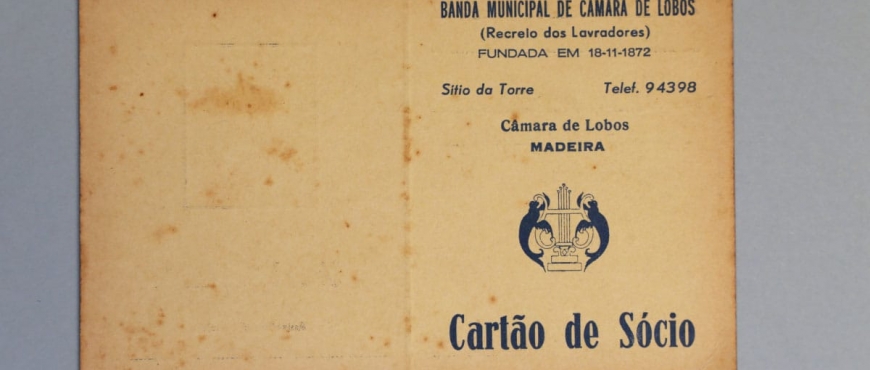 BANDA MUNICIPAL DE CÂMARA DE LOBOS
(Recreio dos Lavradores)
FUNDADA EM 18-11-1872
Sítio da Torre Telef. 94398
Câmara de Lobos
MADEIRA
Cartão de Sócio